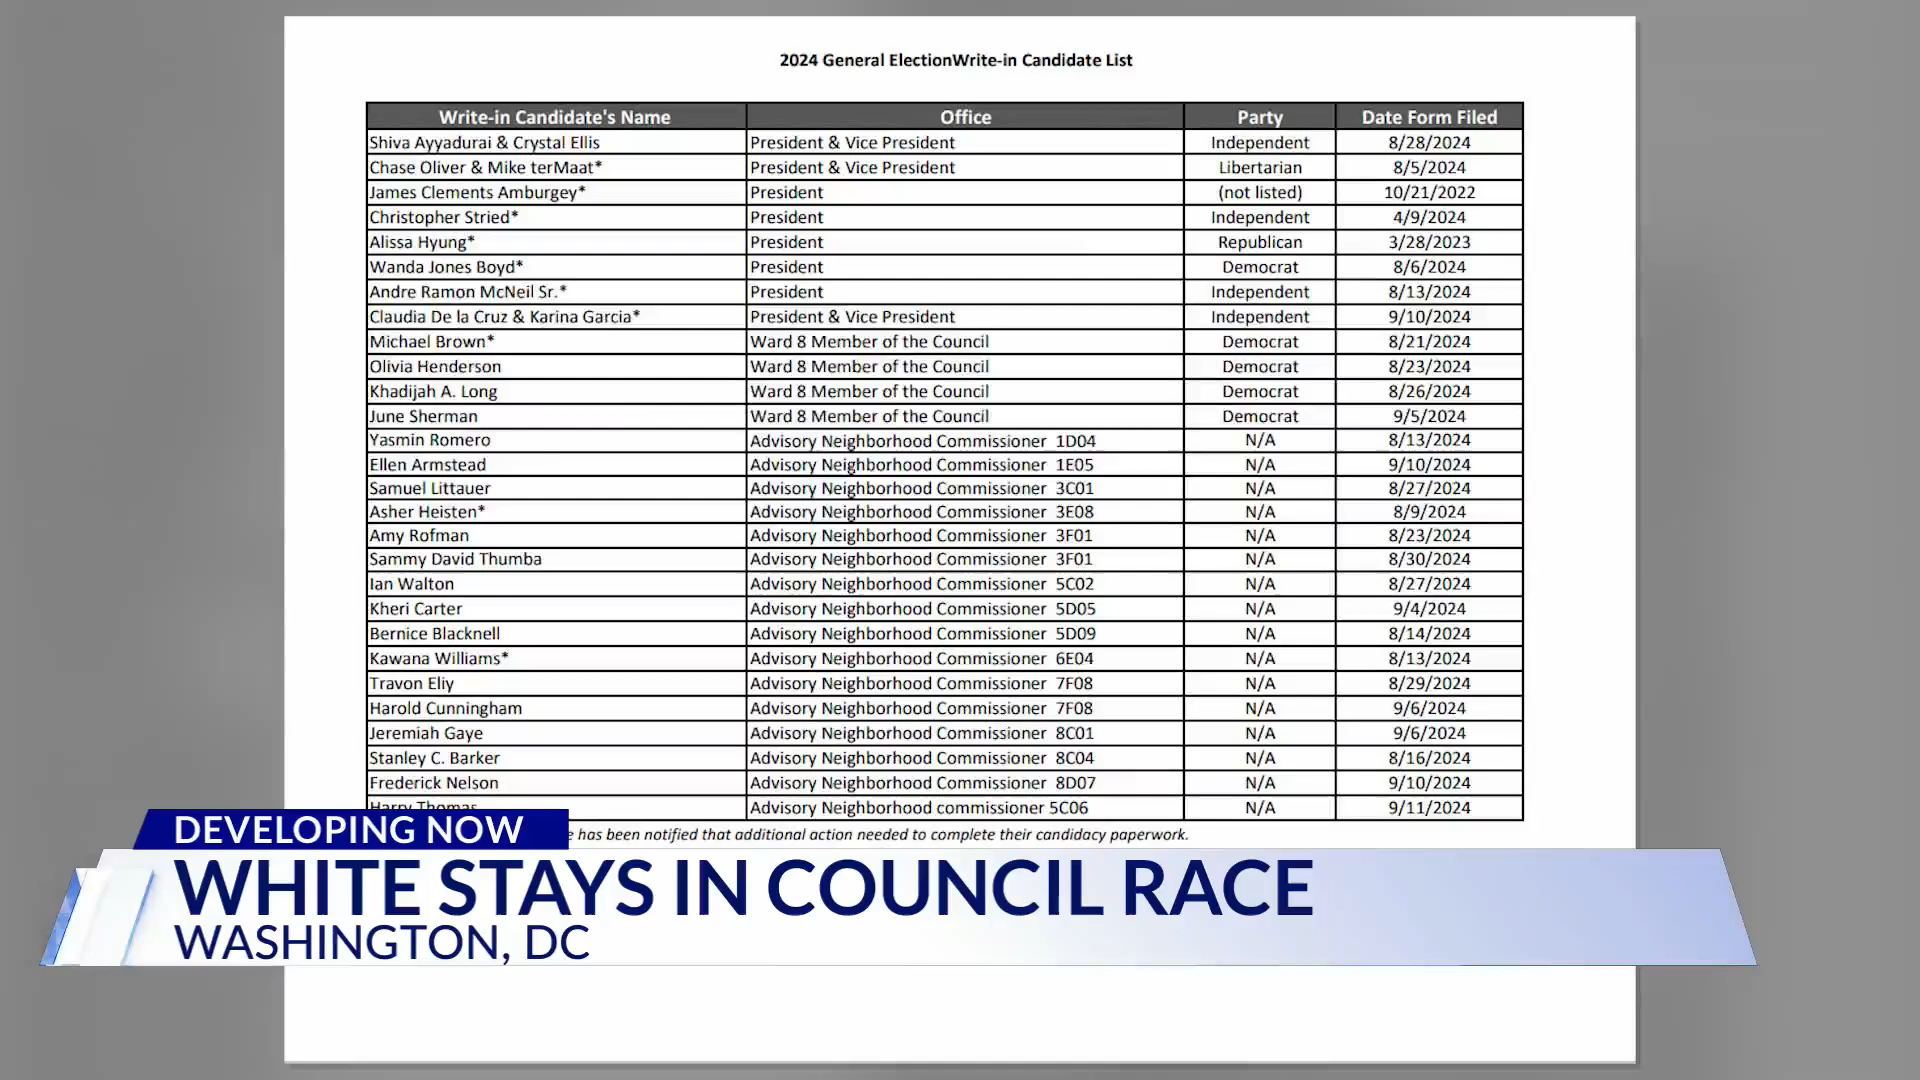 2024 General ElectionWrite-in Candidate List
Write-in Candidate's Name Office Party Date Form Filed
Shiva Ayyadurai & Crystal Ellis President & Vice President Independent 8/28/2024
Chase Oliver & Mike terMaat* President & Vice President Libertarian 8/5/2024
James Clements Amburgey* President (not listed) 10/21/2022
Christopher Stried* President Independent 4/9/2024
Alissa Hyung* President Republican 3/28/2023
Wanda Jones Boyd* President Democrat 8/6/2024
Andre Ramon McNeil Sr.* President Independent 8/13/2024
Claudia De la Cruz & Karina Garcia* President & Vice President Independent 9/10/2024
Michael Brown* Ward 8 Member of the Council Democrat 8/21/2024
Olivia Henderson Ward 8 Member of the Council Democrat 8/23/2024
Khadijah A. Long Ward 8 Member of the Council Democrat 8/26/2024
June Sherman Ward 8 Member of the Council Democrat 9/5/2024
Yasmin Romero Advisory Neighborhood Commissioner 1D04 N/A 8/13/2024
Ellen Armstead Advisory Neighborhood Commissioner 1E05 N/A 9/10/2024
Samuel Littauer Advisory Neighborhood Commissioner 3C01 N/A 8/27/2024
Asher Heisten* Advisory Neighborhood Commissioner 3E08 N/A 8/9/2024
Amy Rofman Advisory Neighborhood Commissioner 3F01 N/A 8/23/2024
Sammy David Thumba Advisory Neighborhood Commissioner 3F01 N/A 8/30/2024
Ian Walton Advisory Neighborhood Commissioner 5C02 N/A 8/27/2024
Kheri Carter Advisory Neighborhood Commissioner 5D05 N/A 9/4/2024
Bernice Blacknell Advisory Neighborhood Commissioner 5D09 N/A 8/14/2024
Kawana Williams* Advisory Neighborhood Commissioner 6E04 N/A 8/13/2024
Travon Eliy Advisory Neighborhood Commissioner 7F08 N/A 8/29/2024
Harold Cunningham Advisory Neighborhood Commissioner 7F08 N/A 9/6/2024
Jeremiah Gaye Advisory Neighborhood Commissioner 8C01 N/A 9/6/2024
Stanley C. Barker Advisory Neighborhood Commissioner 8C04 N/A 8/16/2024
Frederick Nelson Advisory Neighborhood Commissioner 8D07 N/A 9/10/2024
Harry Thomas Advisory Neighborhood commissioner 5C06 N/A 9/11/2024
has been notified that additional action needed to complete their candidacy paperwork.
DEVELOPING NOW
WHITE STAYS IN COUNCIL RACE
WASHINGTON, DC